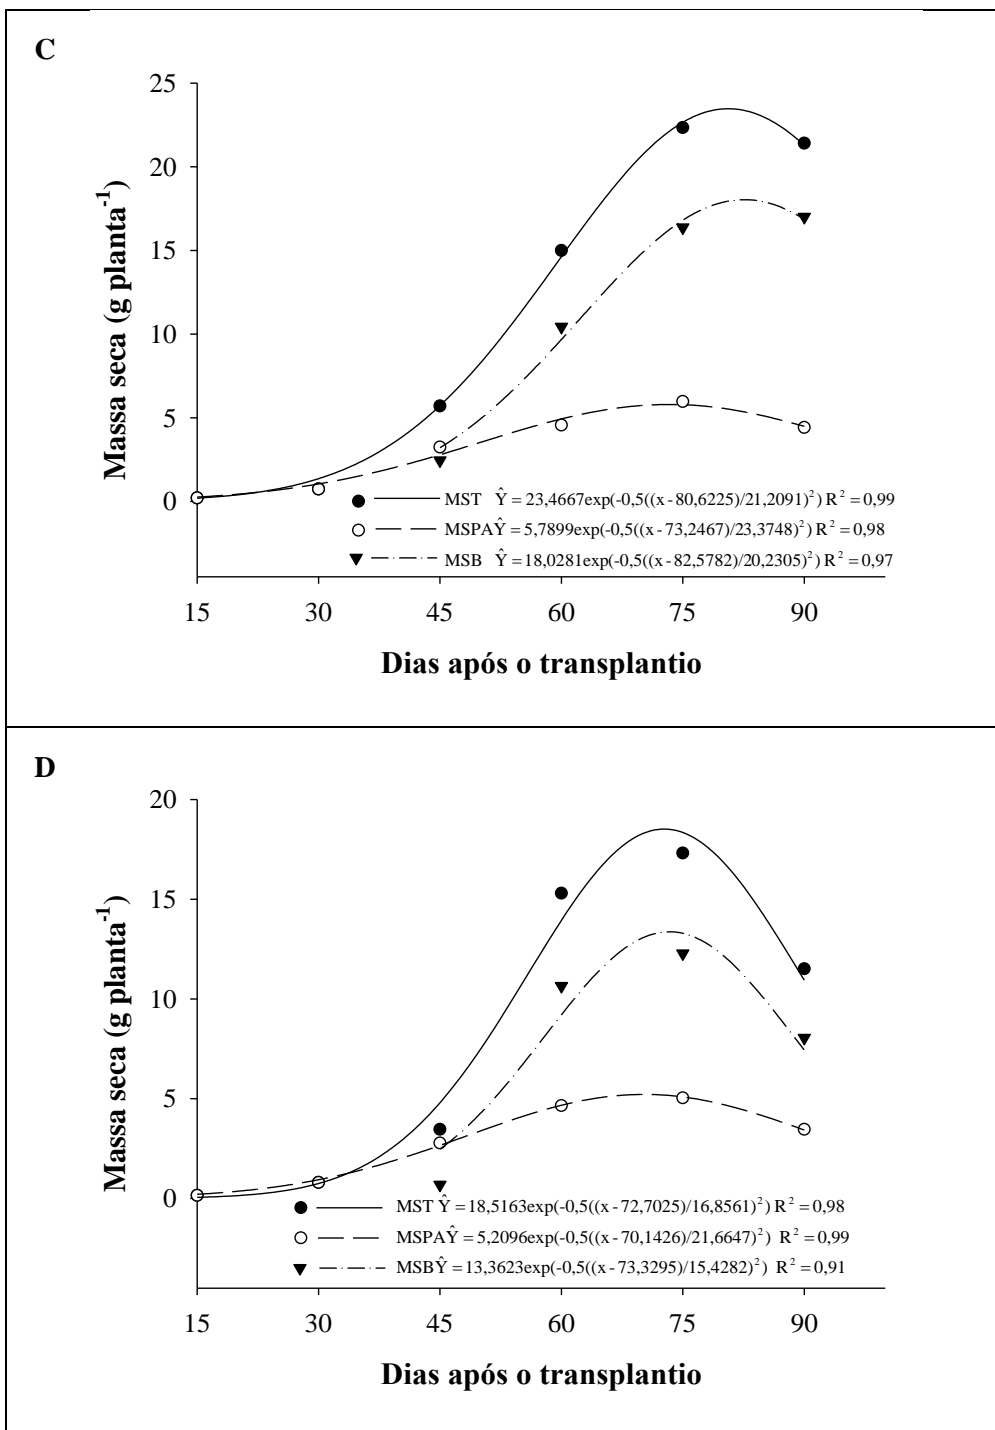 C
25
20
15
10
5
0
Massa seca (g planta⁻¹)
MST Ŷ = 23,4667exp(-0,5((x - 80,6225)/21,2091)²) R² = 0,99
MSPA Ŷ = 5,7899exp(-0,5((x - 73,2467)/23,3748)²) R² = 0,98
MSB Ŷ = 18,0281exp(-0,5((x - 82,5782)/20,2305)²) R² = 0,97
15 30 45 60 75 90
Dias após o transplantio
D
20
15
10
5
0
Massa seca (g planta⁻¹)
MST Ŷ = 18,5163exp(-0,5((x - 72,7025)/16,8561)²) R² = 0,98
MSPA Ŷ = 5,2096exp(-0,5((x - 70,1426)/21,6647)²) R² = 0,99
MSB Ŷ = 13,3623exp(-0,5((x - 73,3295)/15,4282)²) R² = 0,91
15 30 45 60 75 90
Dias após o transplantio